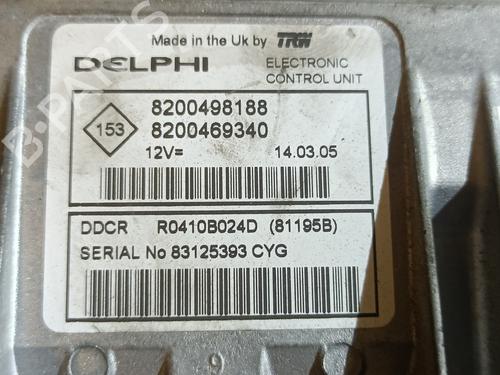 Made in the Uk by TRW
DELPHI
ELECTRONIC
CONTROL UNIT
153
8200498188
8200469340
12V=
14.03.05
DDCR R0410B024D (81195B)
SERIAL No 83125393 CYG
9
B-PARTS